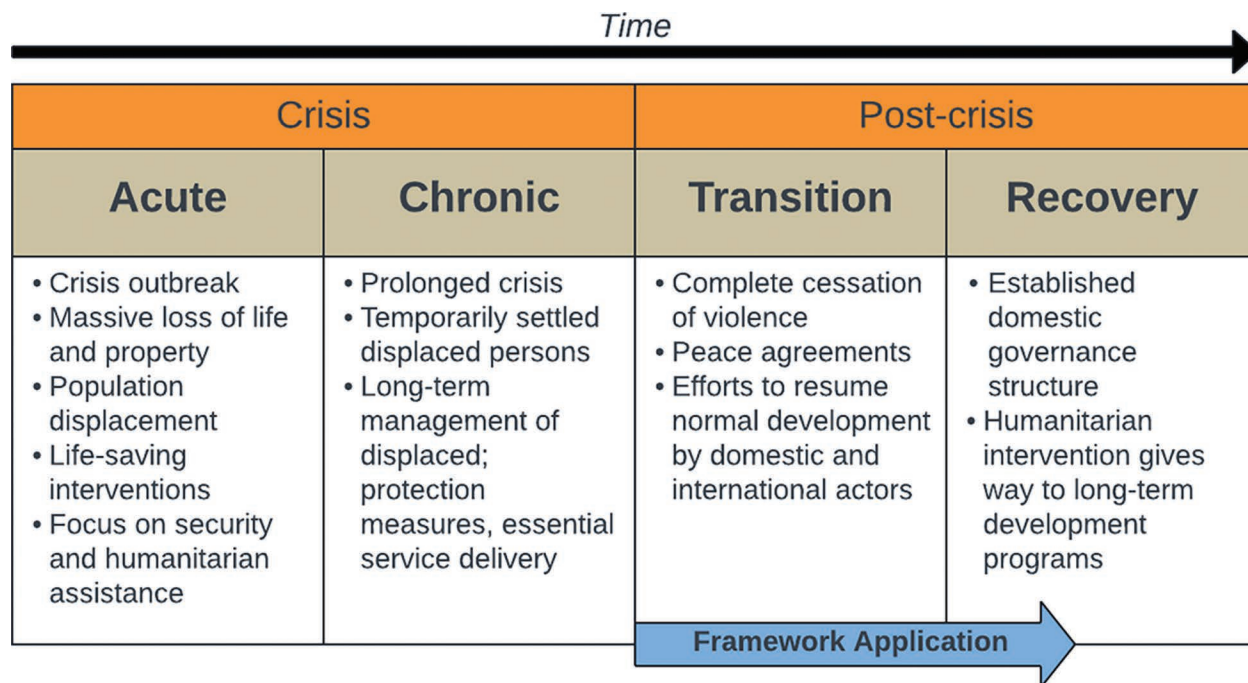 Time
Crisis
Post-crisis
Acute
Chronic
Transition
Recovery
• Crisis outbreak
• Massive loss of life
and property
• Population
displacement
• Life-saving
interventions
• Focus on security
and humanitarian
assistance
• Prolonged crisis
• Temporarily settled
displaced persons
• Long-term
management of
displaced;
protection
measures, essential
service delivery
• Complete cessation
of violence
• Peace agreements
• Efforts to resume
normal development
by domestic and
international actors
• Established
domestic
governance
structure
• Humanitarian
intervention gives
way to long-term
development
programs
Framework Application